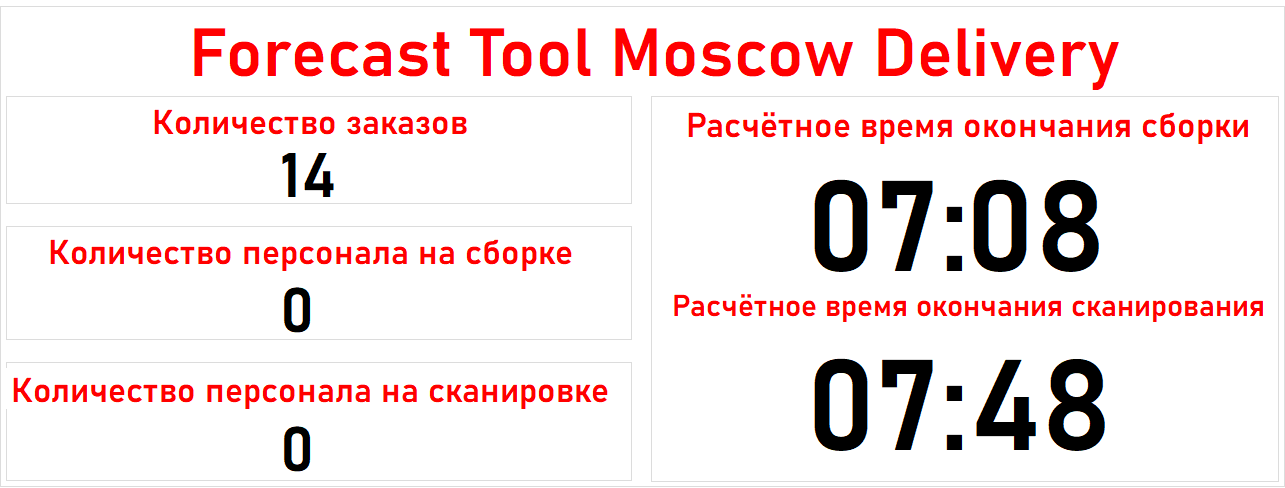 Forecast Tool Moscow Delivery
Количество заказов
14
Количество персонала на сборке
0
Количество персонала на сканировке
0
Расчётное время окончания сборки
07:08
Расчётное время окончания сканирования
07:48